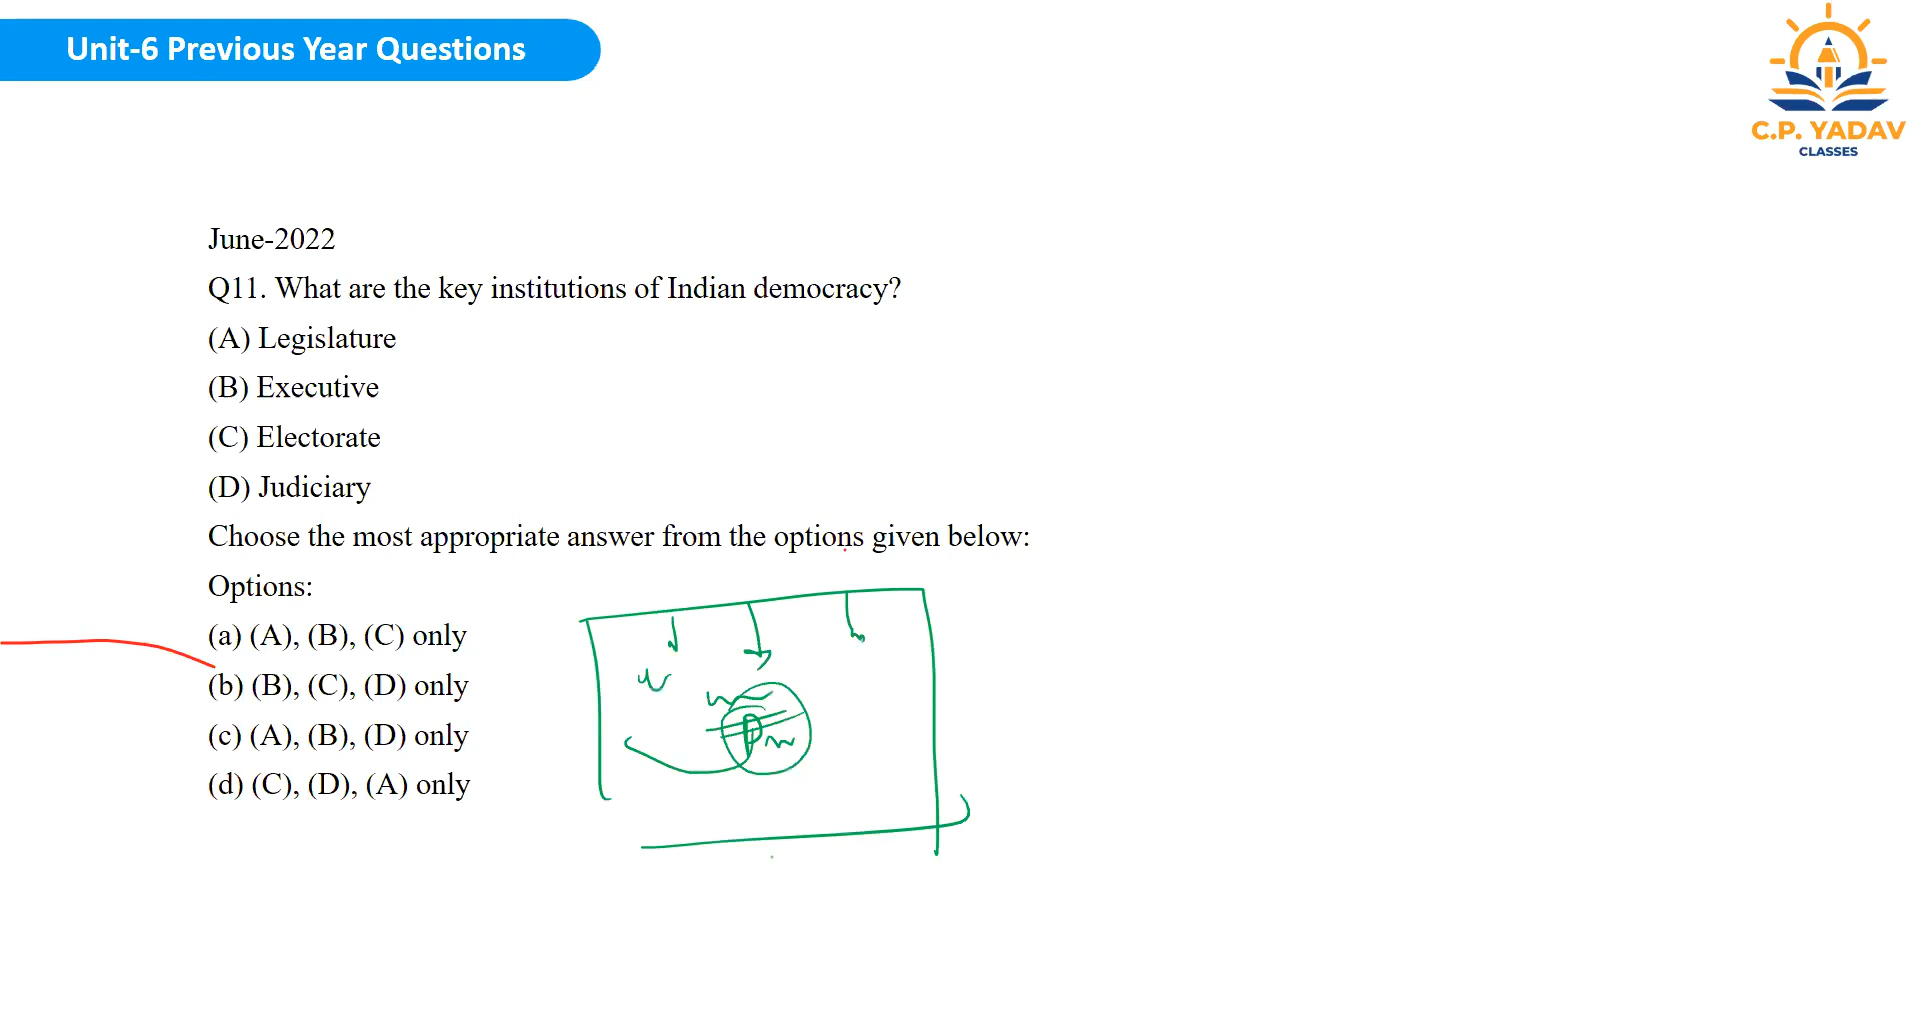 Unit-6 Previous Year Questions
C.P. YADAV
CLASSES
June-2022
Q11. What are the key institutions of Indian democracy?
(A) Legislature
(B) Executive
(C) Electorate
(D) Judiciary
Choose the most appropriate answer from the options given below:
Options:
(a) (A), (B), (C) only
(b) (B), (C), (D) only
(c) (A), (B), (D) only
(d) (C), (D), (A) only